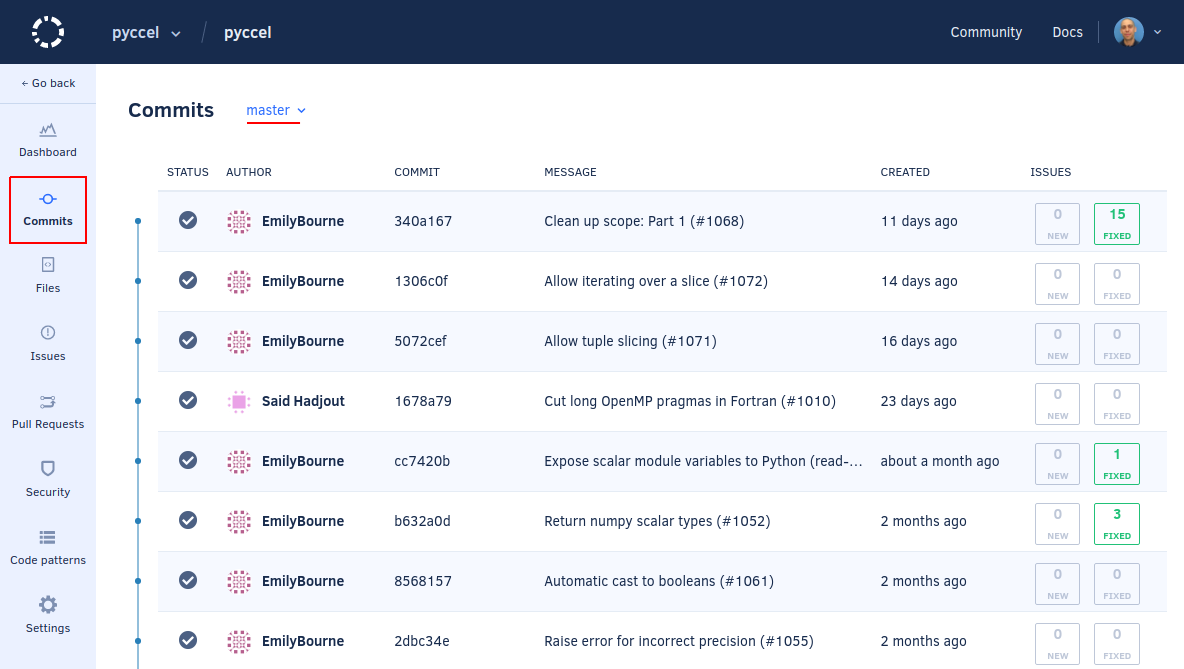 pyccel / pyccel Community Docs
← Go back
Dashboard
Commits
Files
Issues
Pull Requests
Security
Code patterns
Settings
Commits master
STATUS AUTHOR COMMIT MESSAGE CREATED ISSUES
EmilyBourne 340a167 Clean up scope: Part 1 (#1068) 11 days ago 0 NEW 15 FIXED
EmilyBourne 1306c0f Allow iterating over a slice (#1072) 14 days ago 0 NEW 0 FIXED
EmilyBourne 5072cef Allow tuple slicing (#1071) 16 days ago 0 NEW 0 FIXED
Said Hadjout 1678a79 Cut long OpenMP pragmas in Fortran (#1010) 23 days ago 0 NEW 0 FIXED
EmilyBourne cc7420b Expose scalar module variables to Python (read-... about a month ago 0 NEW 1 FIXED
EmilyBourne b632a0d Return numpy scalar types (#1052) 2 months ago 0 NEW 3 FIXED
EmilyBourne 8568157 Automatic cast to booleans (#1061) 2 months ago 0 NEW 0 FIXED
EmilyBourne 2dbc34e Raise error for incorrect precision (#1055) 2 months ago 0 NEW 0 FIXED